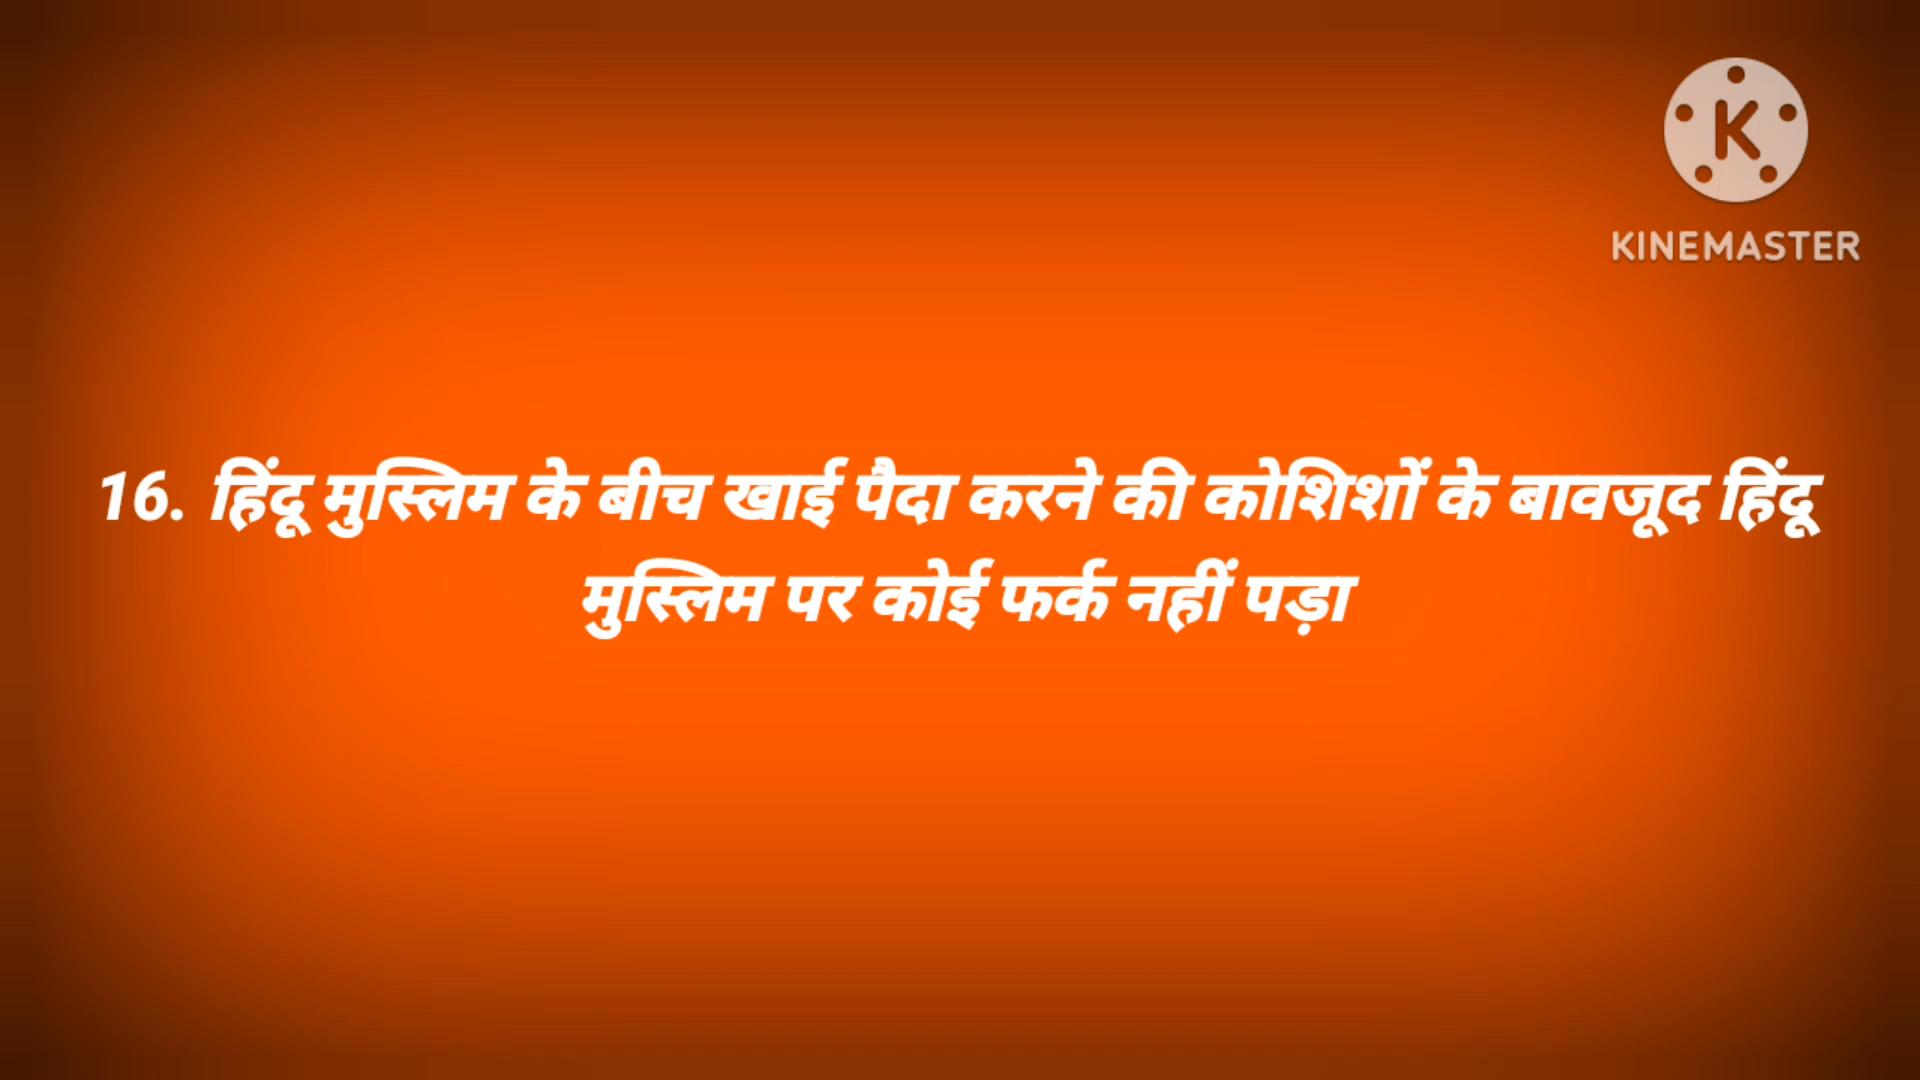 K
KINEMASTER
16. हिंदू मुस्लिम के बीच खाई पैदा करने की कोशिशों के बावजूद हिंदू
मुस्लिम पर कोई फर्क नहीं पड़ा